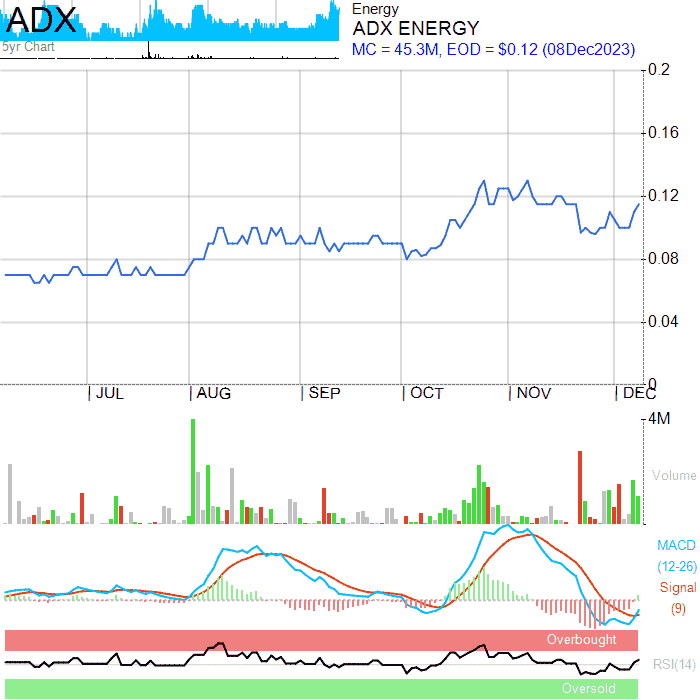 ADX
5yr Chart
Energy
ADX ENERGY
MC = 45.3M, EOD = $0.12 (08Dec2023)
0.2
0.16
0.12
0.08
0.04
0
JUL AUG SEP OCT NOV DEC
4M
Volume
MACD
(12-26)
Signal
(9)
Overbought
RSI(14)
Oversold